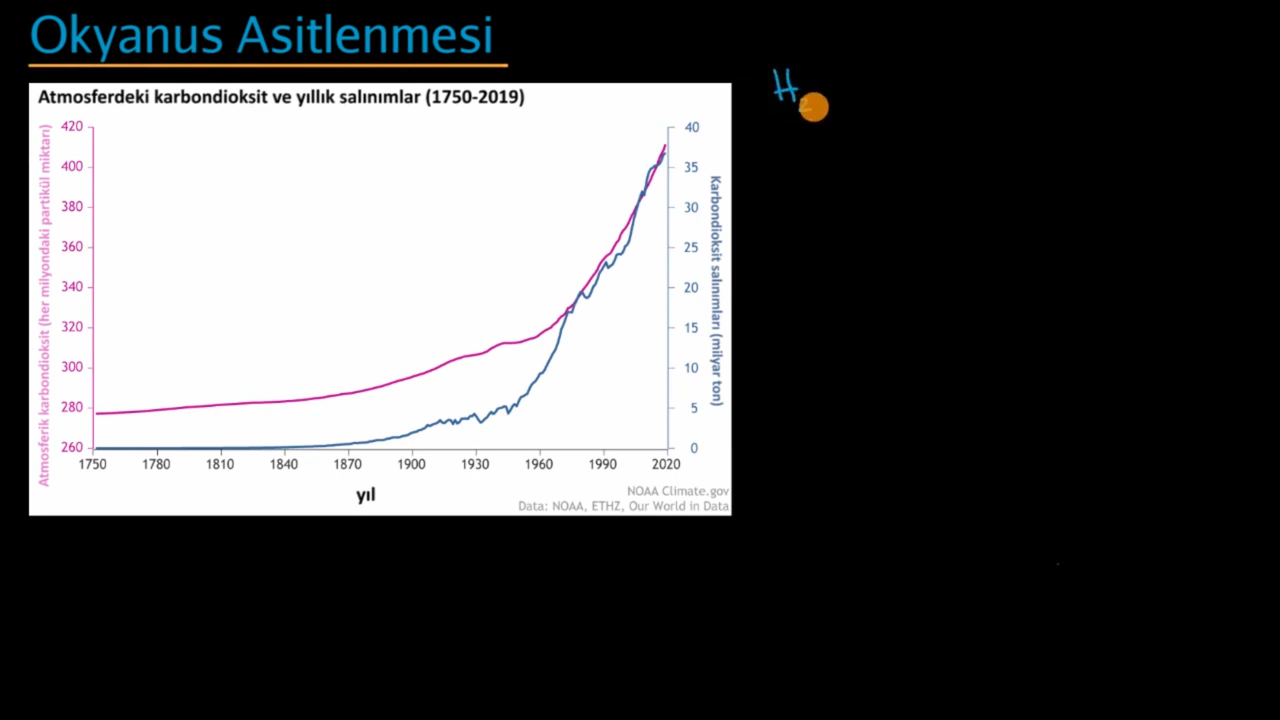 Okyanus Asitlenmesi
Atmosferdeki karbondioksit ve yıllık salınımlar (1750-2019)
Atmosferik karbondioksit (her milyondaki partikül miktarı)
420
400
380
360
340
320
300
280
260
40
35
30
25
20
15
10
5
0
Karbondioksit salınımları (milyar ton)
1750 1780 1810 1840 1870 1900 1930 1960 1990 2020
yıl
NOAA Climate.gov
Data: NOAA, ETHZ, Our World in Data
H2